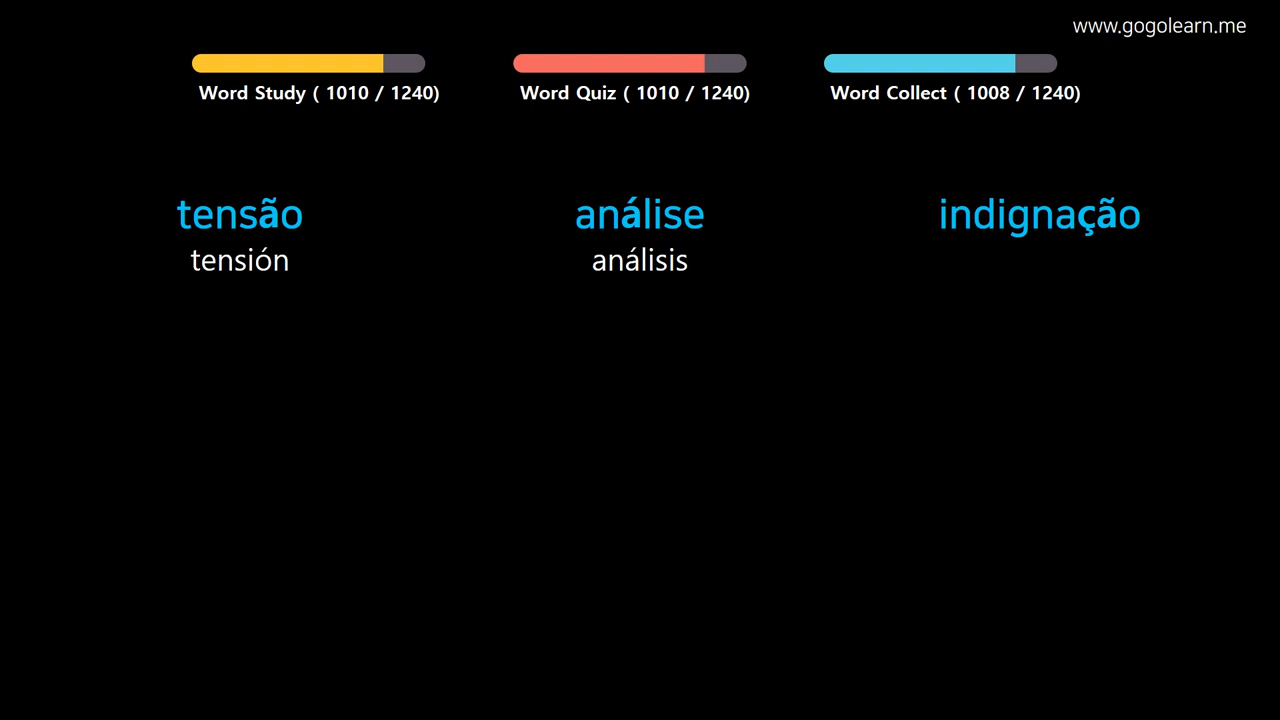 www.gogolearn.me
Word Study ( 1010 / 1240)
Word Quiz ( 1010 / 1240)
Word Collect ( 1008 / 1240)
tensão
análise
indignação
tensión
análisis